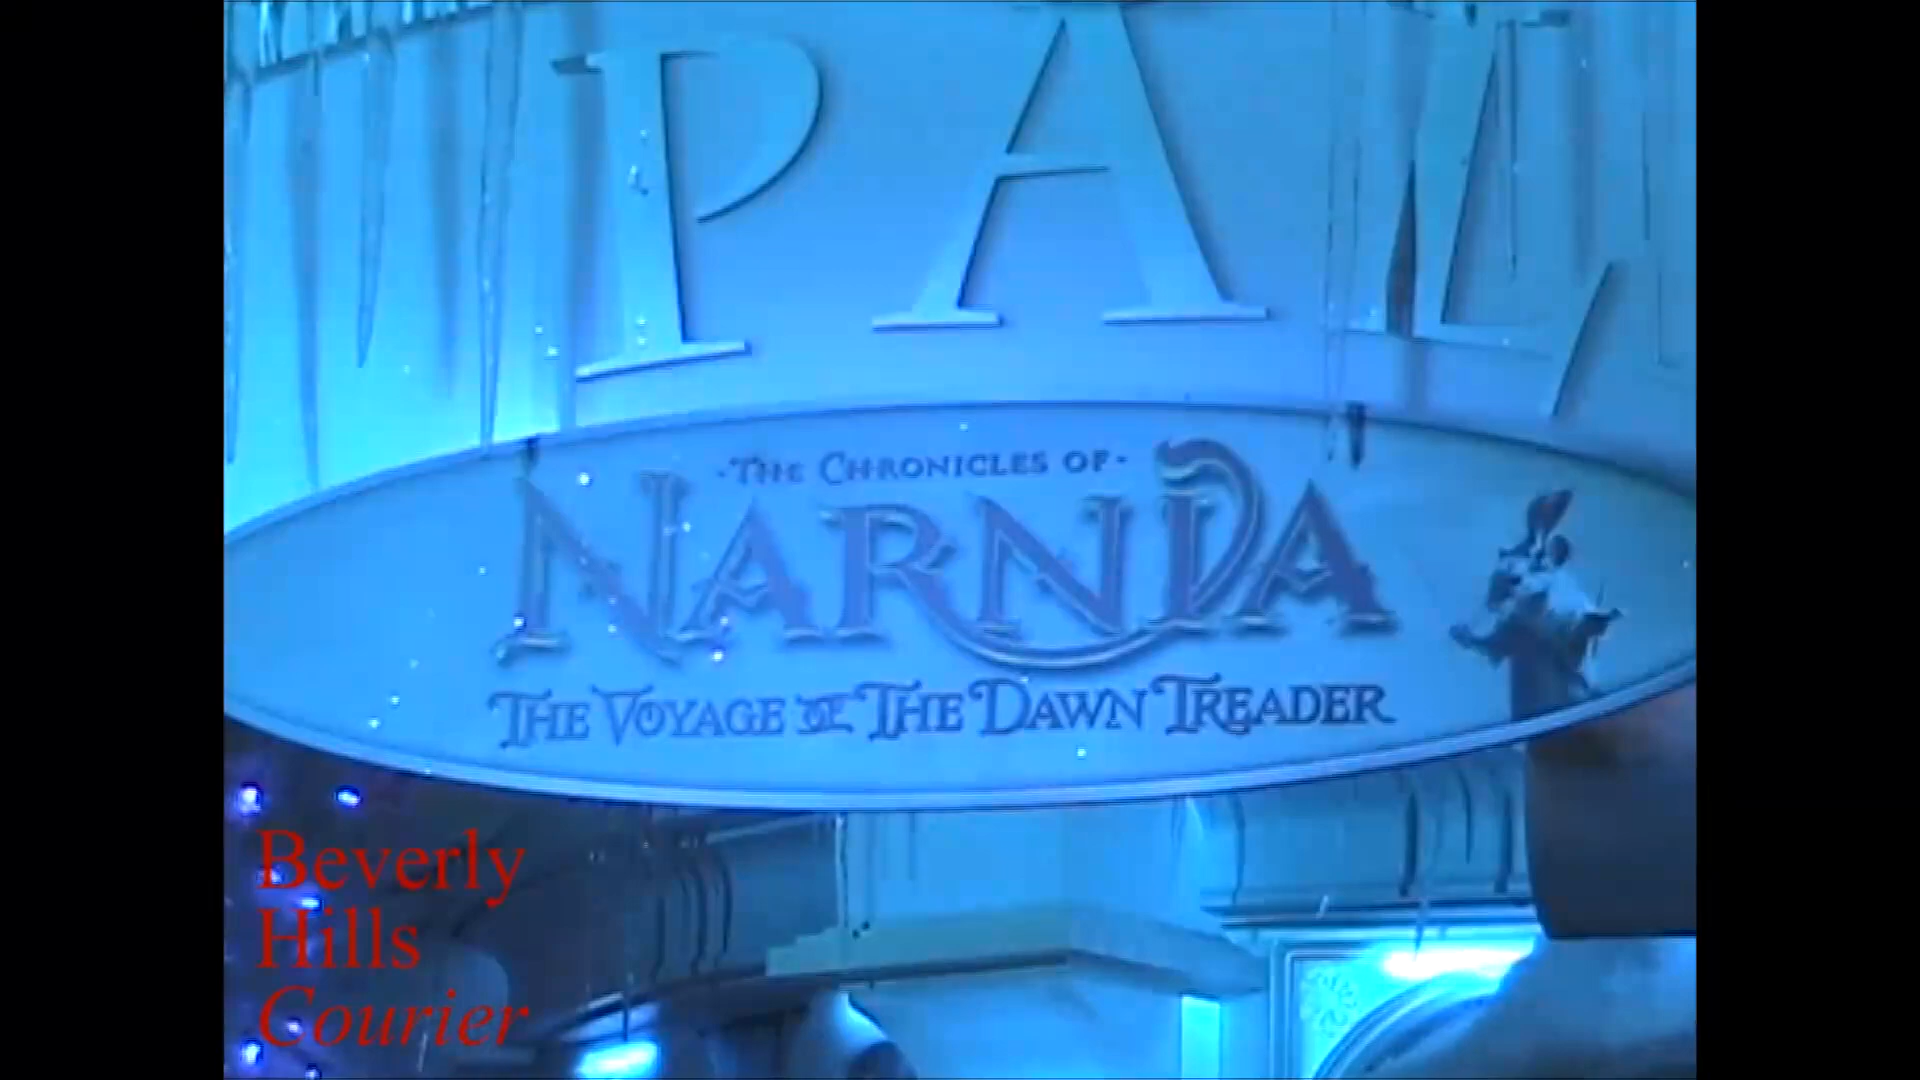 PA
-THE CHRONICLES OF-
NARNIA
THE VOYAGE OF THE DAWN TREADER
Beverly
Hills
Courier